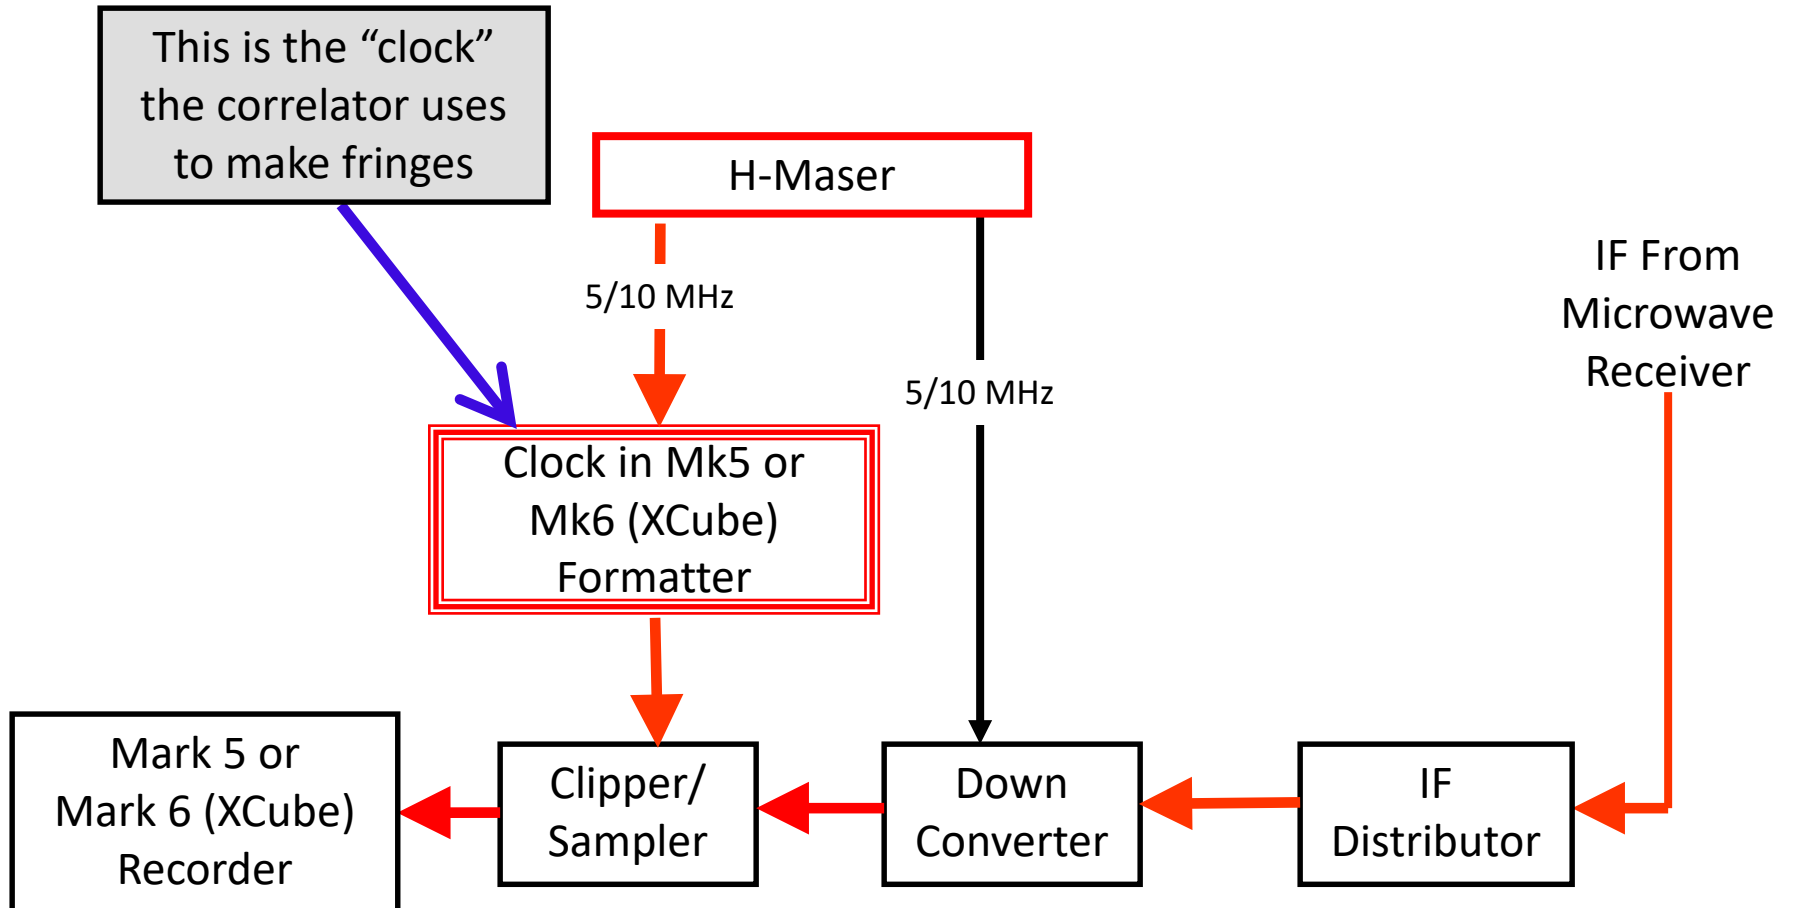 This is the “clock”
the correlator uses
to make fringes
H-Maser
5/10 MHz
5/10 MHz
IF From
Microwave
Receiver
Clock in Mk5 or
Mk6 (XCube)
Formatter
Mark 5 or
Mark 6 (XCube)
Recorder
Clipper/
Sampler
Down
Converter
IF
Distributor